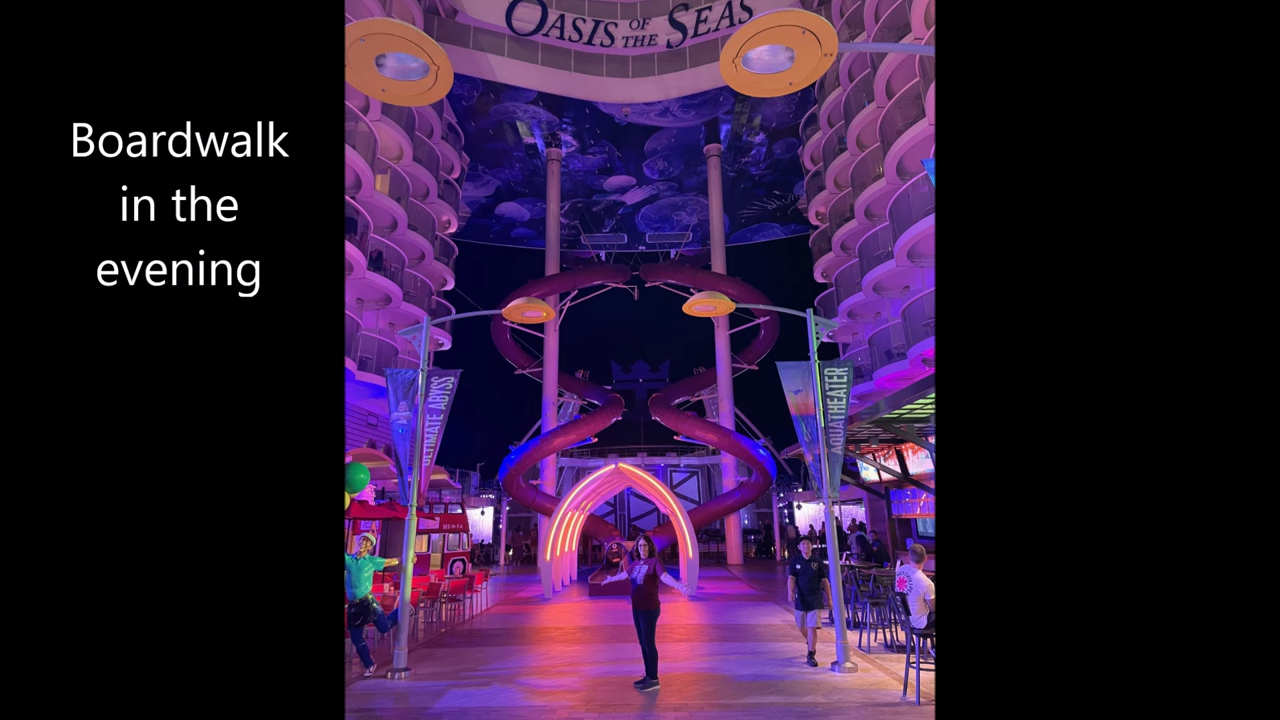 Boardwalk
in the
evening
OASIS OF THE SEAS
ULTIMATE ABYSS
AQUATHEATER